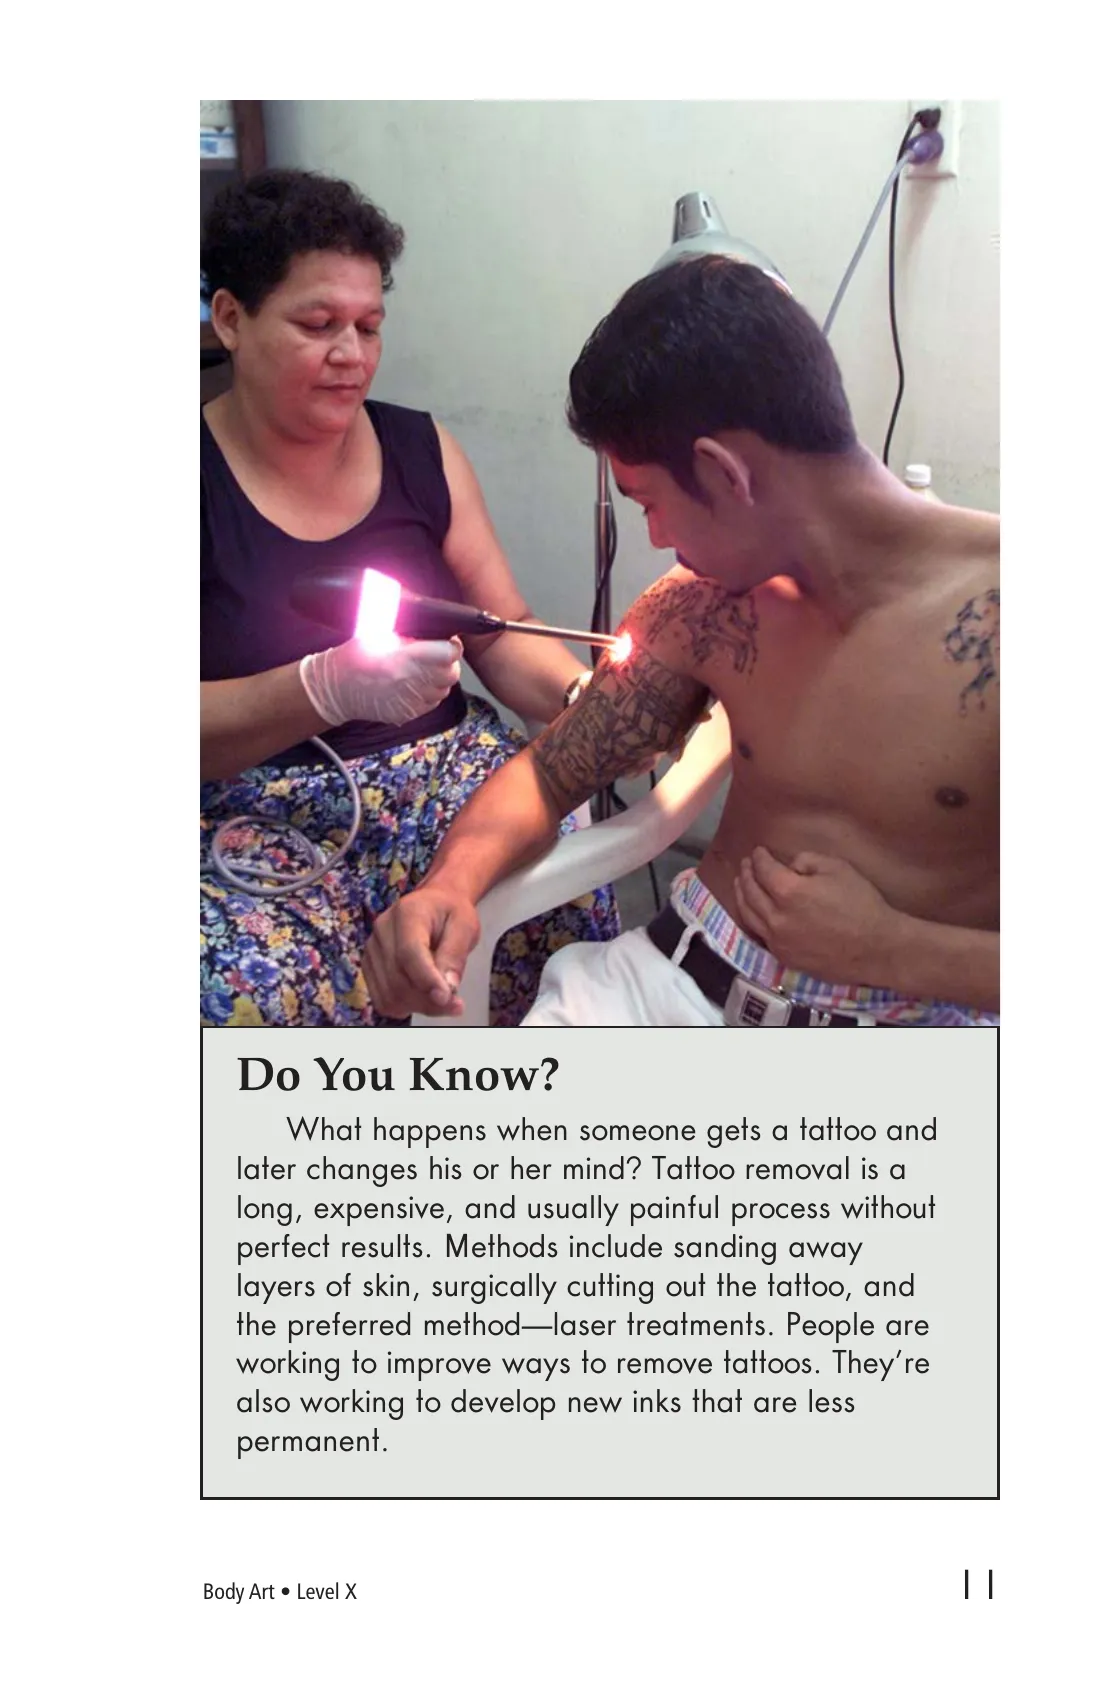 Do You Know?
What happens when someone gets a tattoo and
later changes his or her mind? Tattoo removal is a
long, expensive, and usually painful process without
perfect results. Methods include sanding away
layers of skin, surgically cutting out the tattoo, and
the preferred method—laser treatments. People are
working to improve ways to remove tattoos. They’re
also working to develop new inks that are less
permanent.
Body Art • Level X
11